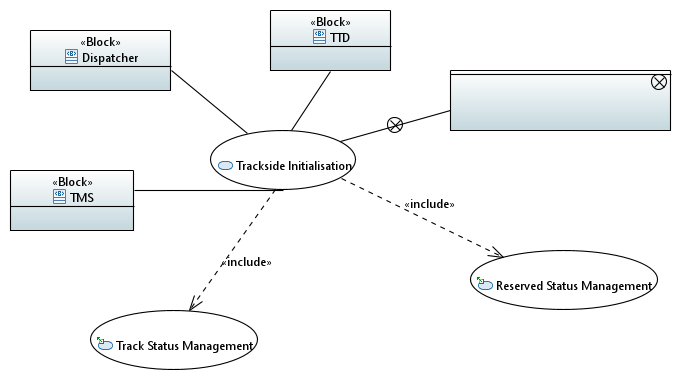 «Block»
TTD
«Block»
Dispatcher
Trackside Initialisation
«Block»
TMS
«include»
«include»
Reserved Status Management
Track Status Management